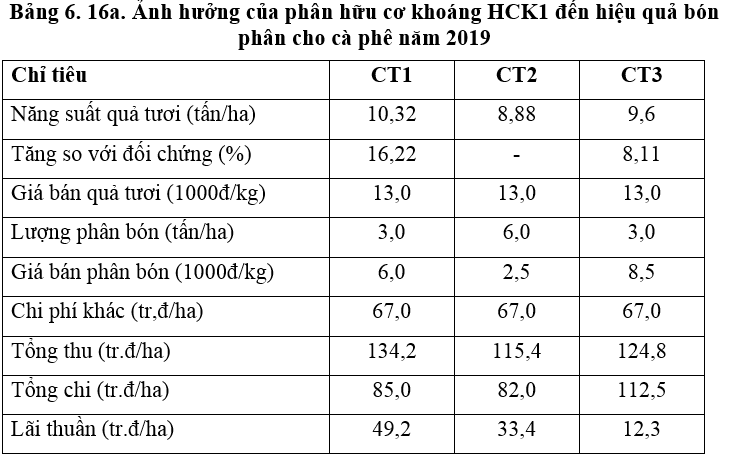 Bảng 6. 16a. Ảnh hưởng của phân hữu cơ khoáng HCK1 đến hiệu quả bón
phân cho cà phê năm 2019
Chỉ tiêu CT1 CT2 CT3
Năng suất quả tươi (tấn/ha) 10,32 8,88 9,6
Tăng so với đối chứng (%) 16,22 - 8,11
Giá bán quả tươi (1000đ/kg) 13,0 13,0 13,0
Lượng phân bón (tấn/ha) 3,0 6,0 3,0
Giá bán phân bón (1000đ/kg) 6,0 2,5 8,5
Chi phí khác (tr,đ/ha) 67,0 67,0 67,0
Tổng thu (tr.đ/ha) 134,2 115,4 124,8
Tổng chi (tr.đ/ha) 85,0 82,0 112,5
Lãi thuần (tr.đ/ha) 49,2 33,4 12,3